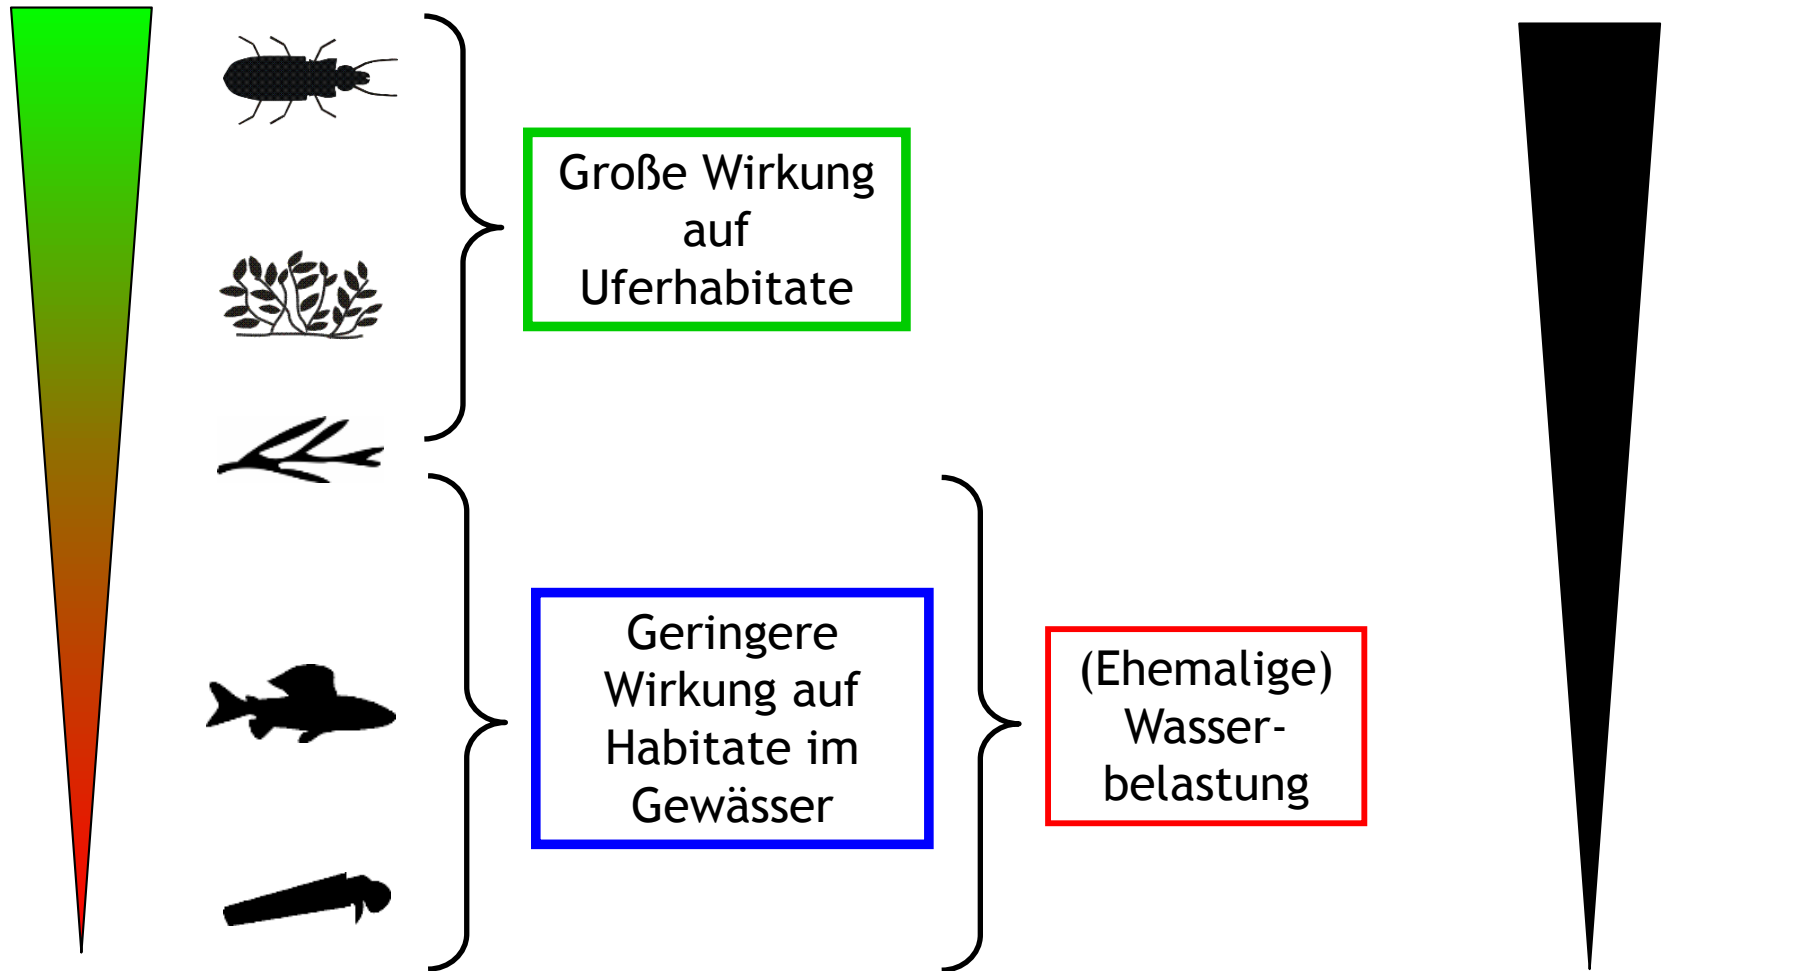 Große Wirkung
auf
Uferhabitate
Geringere
Wirkung auf
Habitate im
Gewässer
(Ehemalige)
Wasser-
belastung